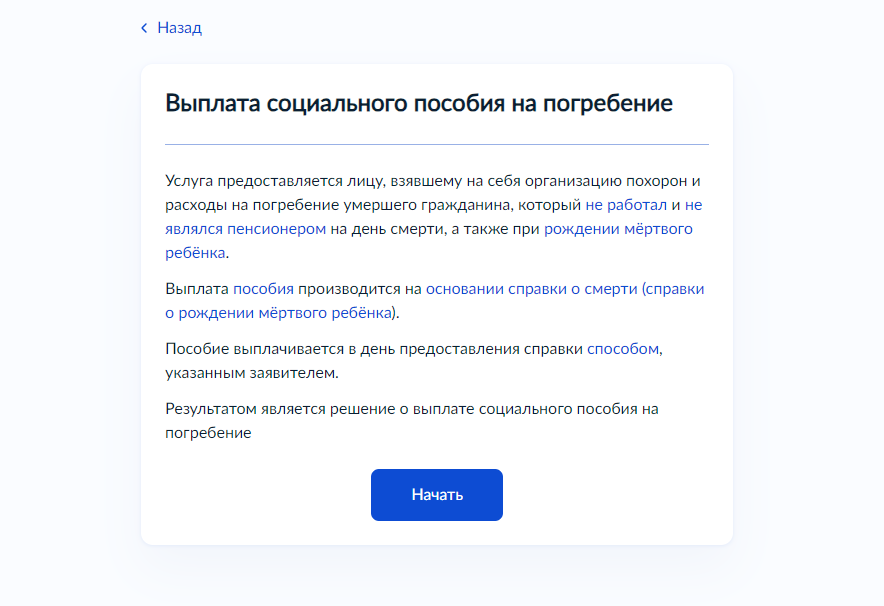 Назад
Выплата социального пособия на погребение
Услуга предоставляется лицу, взявшему на себя организацию похорон и
расходы на погребение умершего гражданина, который не работал и не
являлся пенсионером на день смерти, а также при рождении мёртвого
ребёнка.
Выплата пособия производится на основании справки о смерти (справки
о рождении мёртвого ребёнка).
Пособие выплачивается в день предоставления справки способом,
указанным заявителем.
Результатом является решение о выплате социального пособия на
погребение
Начать